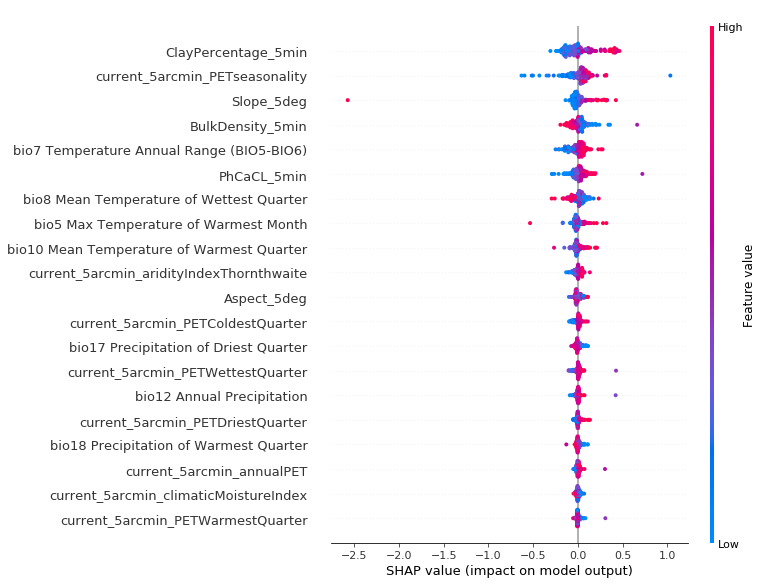 High
ClayPercentage_5min
current_5arcmin_PETseasonality
Slope_5deg
BulkDensity_5min
bio7 Temperature Annual Range (BIO5-BIO6)
PhCaCL_5min
bio8 Mean Temperature of Wettest Quarter
bio5 Max Temperature of Warmest Month
bio10 Mean Temperature of Warmest Quarter
current_5arcmin_aridityIndexThornthwaite
Aspect_5deg
current_5arcmin_PETColdestQuarter
bio17 Precipitation of Driest Quarter
current_5arcmin_PETWettestQuarter
bio12 Annual Precipitation
current_5arcmin_PETDriestQuarter
bio18 Precipitation of Warmest Quarter
current_5arcmin_annualPET
current_5arcmin_climaticMoistureIndex
current_5arcmin_PETWarmestQuarter
Feature value
Low
−2.5 −2.0 −1.5 −1.0 −0.5 0.0 0.5 1.0
SHAP value (impact on model output)